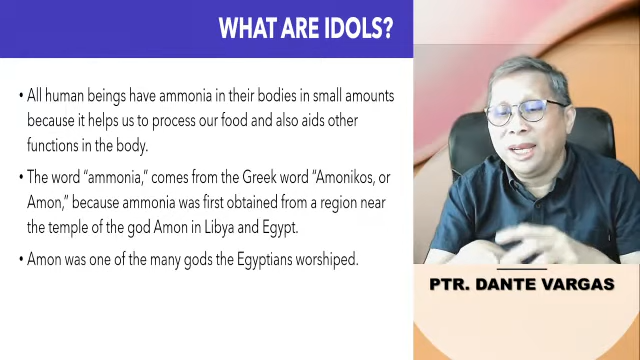 WHAT ARE IDOLS?
• All human beings have ammonia in their bodies in small amounts
because it helps us to process our food and also aids other
functions in the body.
• The word “ammonia,” comes from the Greek word “Amonikos, or
Amon,” because ammonia was first obtained from a region near
the temple of the god Amon in Libya and Egypt.
• Amon was one of the many gods the Egyptians worshiped.
PTR. DANTE VARGAS